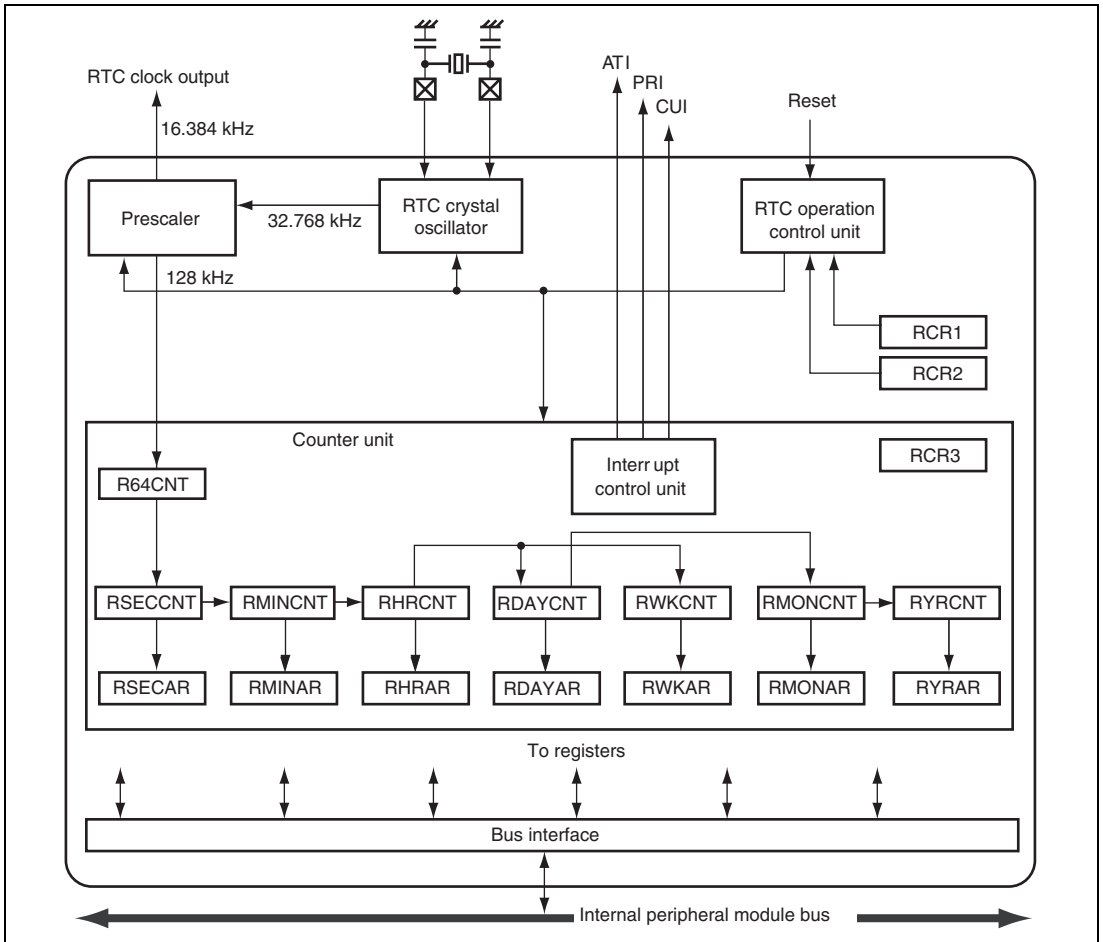 ATI
RTC clock output
PRI
CUI
Reset
16.384 kHz
Prescaler
32.768 kHz
RTC crystal
oscillator
RTC operation
control unit
128 kHz
RCR1
RCR2
Counter unit
RCR3
Interr upt
control unit
R64CNT
RSECCNT
RMINCNT
RHRCNT
RDAYCNT
RWKCNT
RMONCNT
RYRCNT
RSECAR
RMINAR
RHRAR
RDAYAR
RWKAR
RMONAR
RYRAR
To registers
Bus interface
Internal peripheral module bus